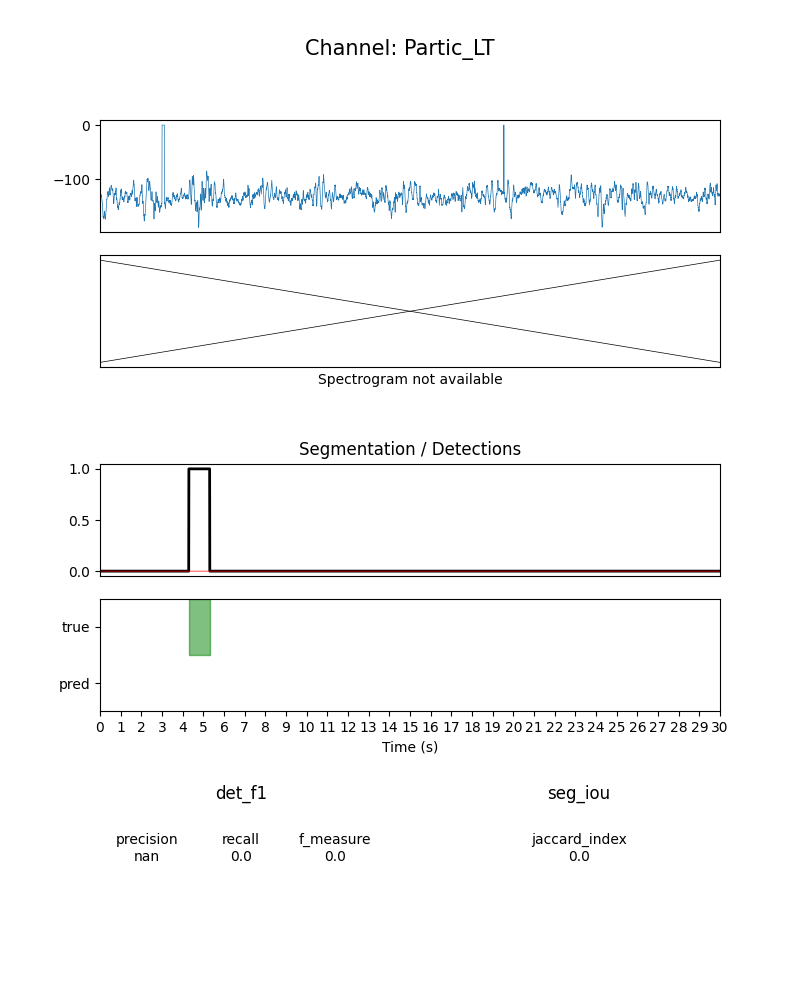 Channel: Partic_LT
0
−100
Spectrogram not available
Segmentation / Detections
1.0
0.5
0.0
true
pred
0 1 2 3 4 5 6 7 8 9 10 11 12 13 14 15 16 17 18 19 20 21 22 23 24 25 26 27 28 29 30
Time (s)
det_f1 seg_iou
precision recall f_measure jaccard_index
nan 0.0 0.0 0.0